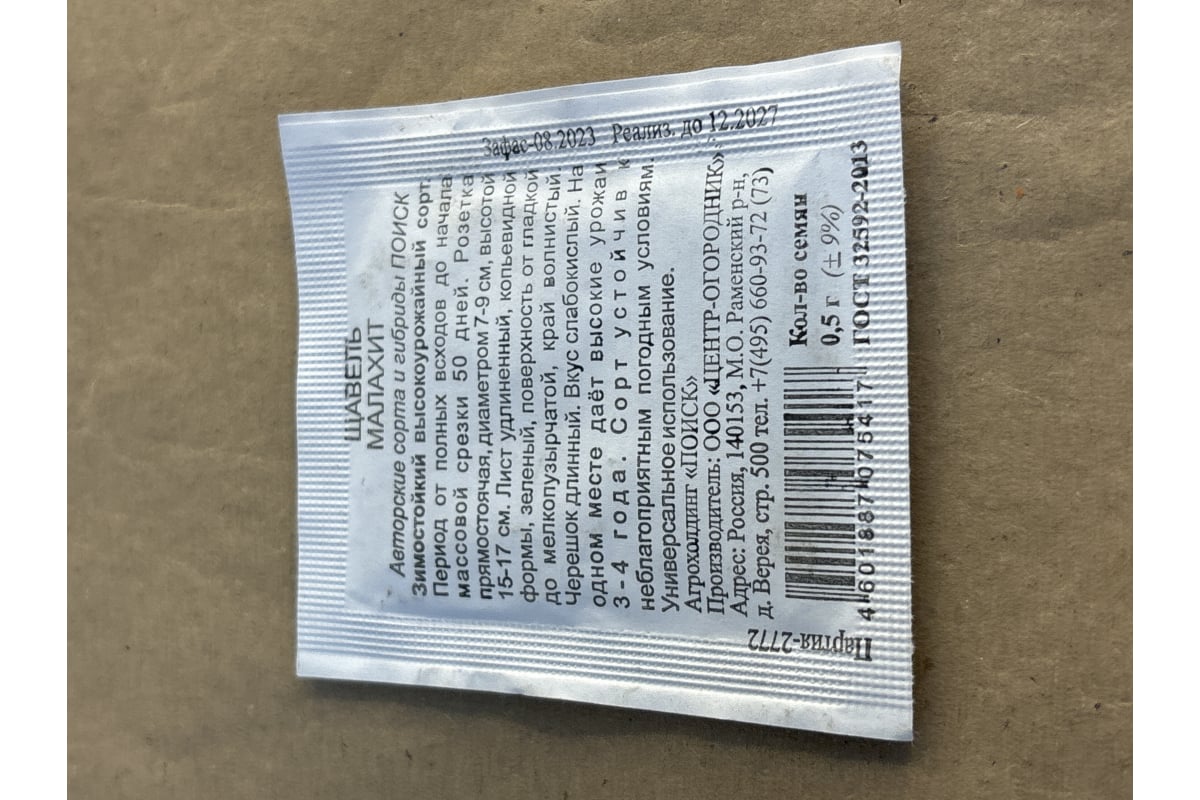 ЩАВЕЛЬ
МАЛАХИТ
Авторские сорта и гибриды ПОИСК
Зимостойкий высокоурожайный сорт.
Период от полных всходов до начала
массовой срезки 50 дней. Розетка
прямостоячая, диаметром 7-9 см, высотой
15-17 см. Лист удлиненный, копьевидной
формы, зеленый, поверхность от гладкой
до мелкопузырчатой, край волнистый.
Черешок длинный. Вкус слабокислый. На
одном месте даёт высокие урожаи
3-4 года. Сорт устойчив к
неблагоприятным погодным условиям.
Универсальное использование.
Агрохолдинг «ПОИСК»
Производитель: ООО «ЦЕНТР-ОГОРОДНИК»
Адрес: Россия, 140153, М.О. Раменский р-н,
д. Верея, стр. 500 тел. +7(495) 660-93-72 (73)
Кол-во семян
0,5 г (± 9%)
ГОСТ 32592-2013
4 601887 075417
Партия-2772
Зафас-08.2023 Реализ. до 12.2027